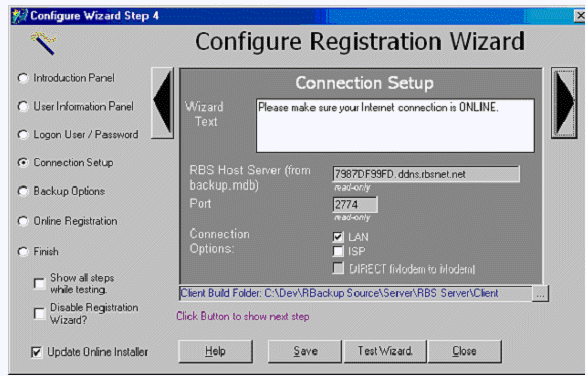 Configure Wizard Step 4
Configure Registration Wizard
Introduction Panel
User Information Panel
Logon User / Password
Connection Setup
Backup Options
Online Registration
Finish
Show all steps
while testing.
Disable Registration
Wizard?
Update Online Installer
Connection Setup
Wizard
Text
Please make sure your Internet connection is ONLINE.
RBS Host Server (from
backup.mdb)
7987DF99FD.ddns.rbsnet.net
read-only
Port
2774
read-only
Connection
Options:
LAN
ISP
DIRECT (Modem to Modem)
Client Build Folder: C:\Dev\RBackup Source\Server\RBS Server\Client
...
Click Button to show next step
Help
Save
Test Wizard.
Close